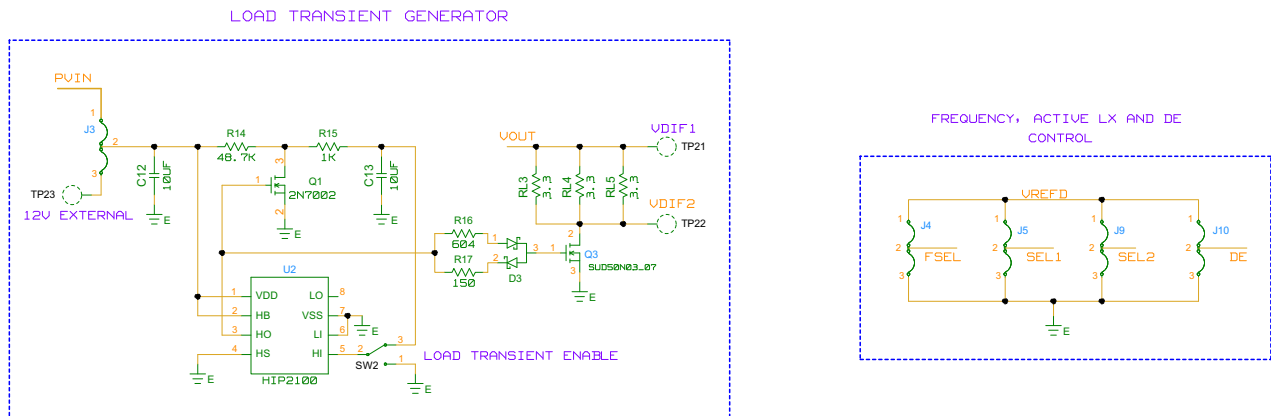 LOAD TRANSIENT GENERATOR
PVIN
1
J3
2
3
TP23
12V EXTERNAL
C12
10UF
E
R14
48.7K
3
1
Q1
2N7002
2
E
R15
1K
C13
10UF
E
VOUT
VDIF1
TP21
RL3
3.3
RL4
3.3
RL5
3.3
VDIF2
TP22
R16
604
R17
150
1
2
3
D3
1
2
Q3
3
SUD50N03_07
E
U2
1
VDD
LO
8
2
HB
VSS
7
3
HO
LI
6
4
HS
HI
5
HIP2100
E
E
2
3
1
SW2
LOAD TRANSIENT ENABLE
E
FREQUENCY, ACTIVE LX AND DE
CONTROL
VREFD
1
J4
2
FSEL
3
1
J5
2
SEL1
3
1
J9
2
SEL2
3
1
J10
2
DE
3
E